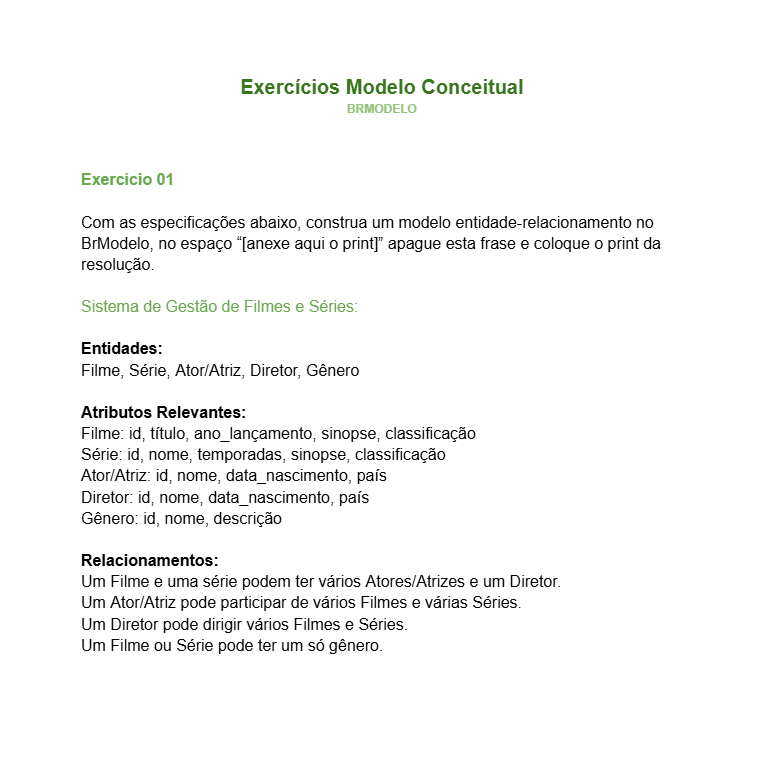 Exercícios Modelo Conceitual
BRMODELO
Exercício 01
Com as especificações abaixo, construa um modelo entidade-relacionamento no
BrModelo, no espaço “[anexe aqui o print]” apague esta frase e coloque o print da
resolução.
Sistema de Gestão de Filmes e Séries:
Entidades:
Filme, Série, Ator/Atriz, Diretor, Gênero
Atributos Relevantes:
Filme: id, título, ano_lançamento, sinopse, classificação
Série: id, nome, temporadas, sinopse, classificação
Ator/Atriz: id, nome, data_nascimento, país
Diretor: id, nome, data_nascimento, país
Gênero: id, nome, descrição
Relacionamentos:
Um Filme e uma série podem ter vários Atores/Atrizes e um Diretor.
Um Ator/Atriz pode participar de vários Filmes e várias Séries.
Um Diretor pode dirigir vários Filmes e Séries.
Um Filme ou Série pode ter um só gênero.